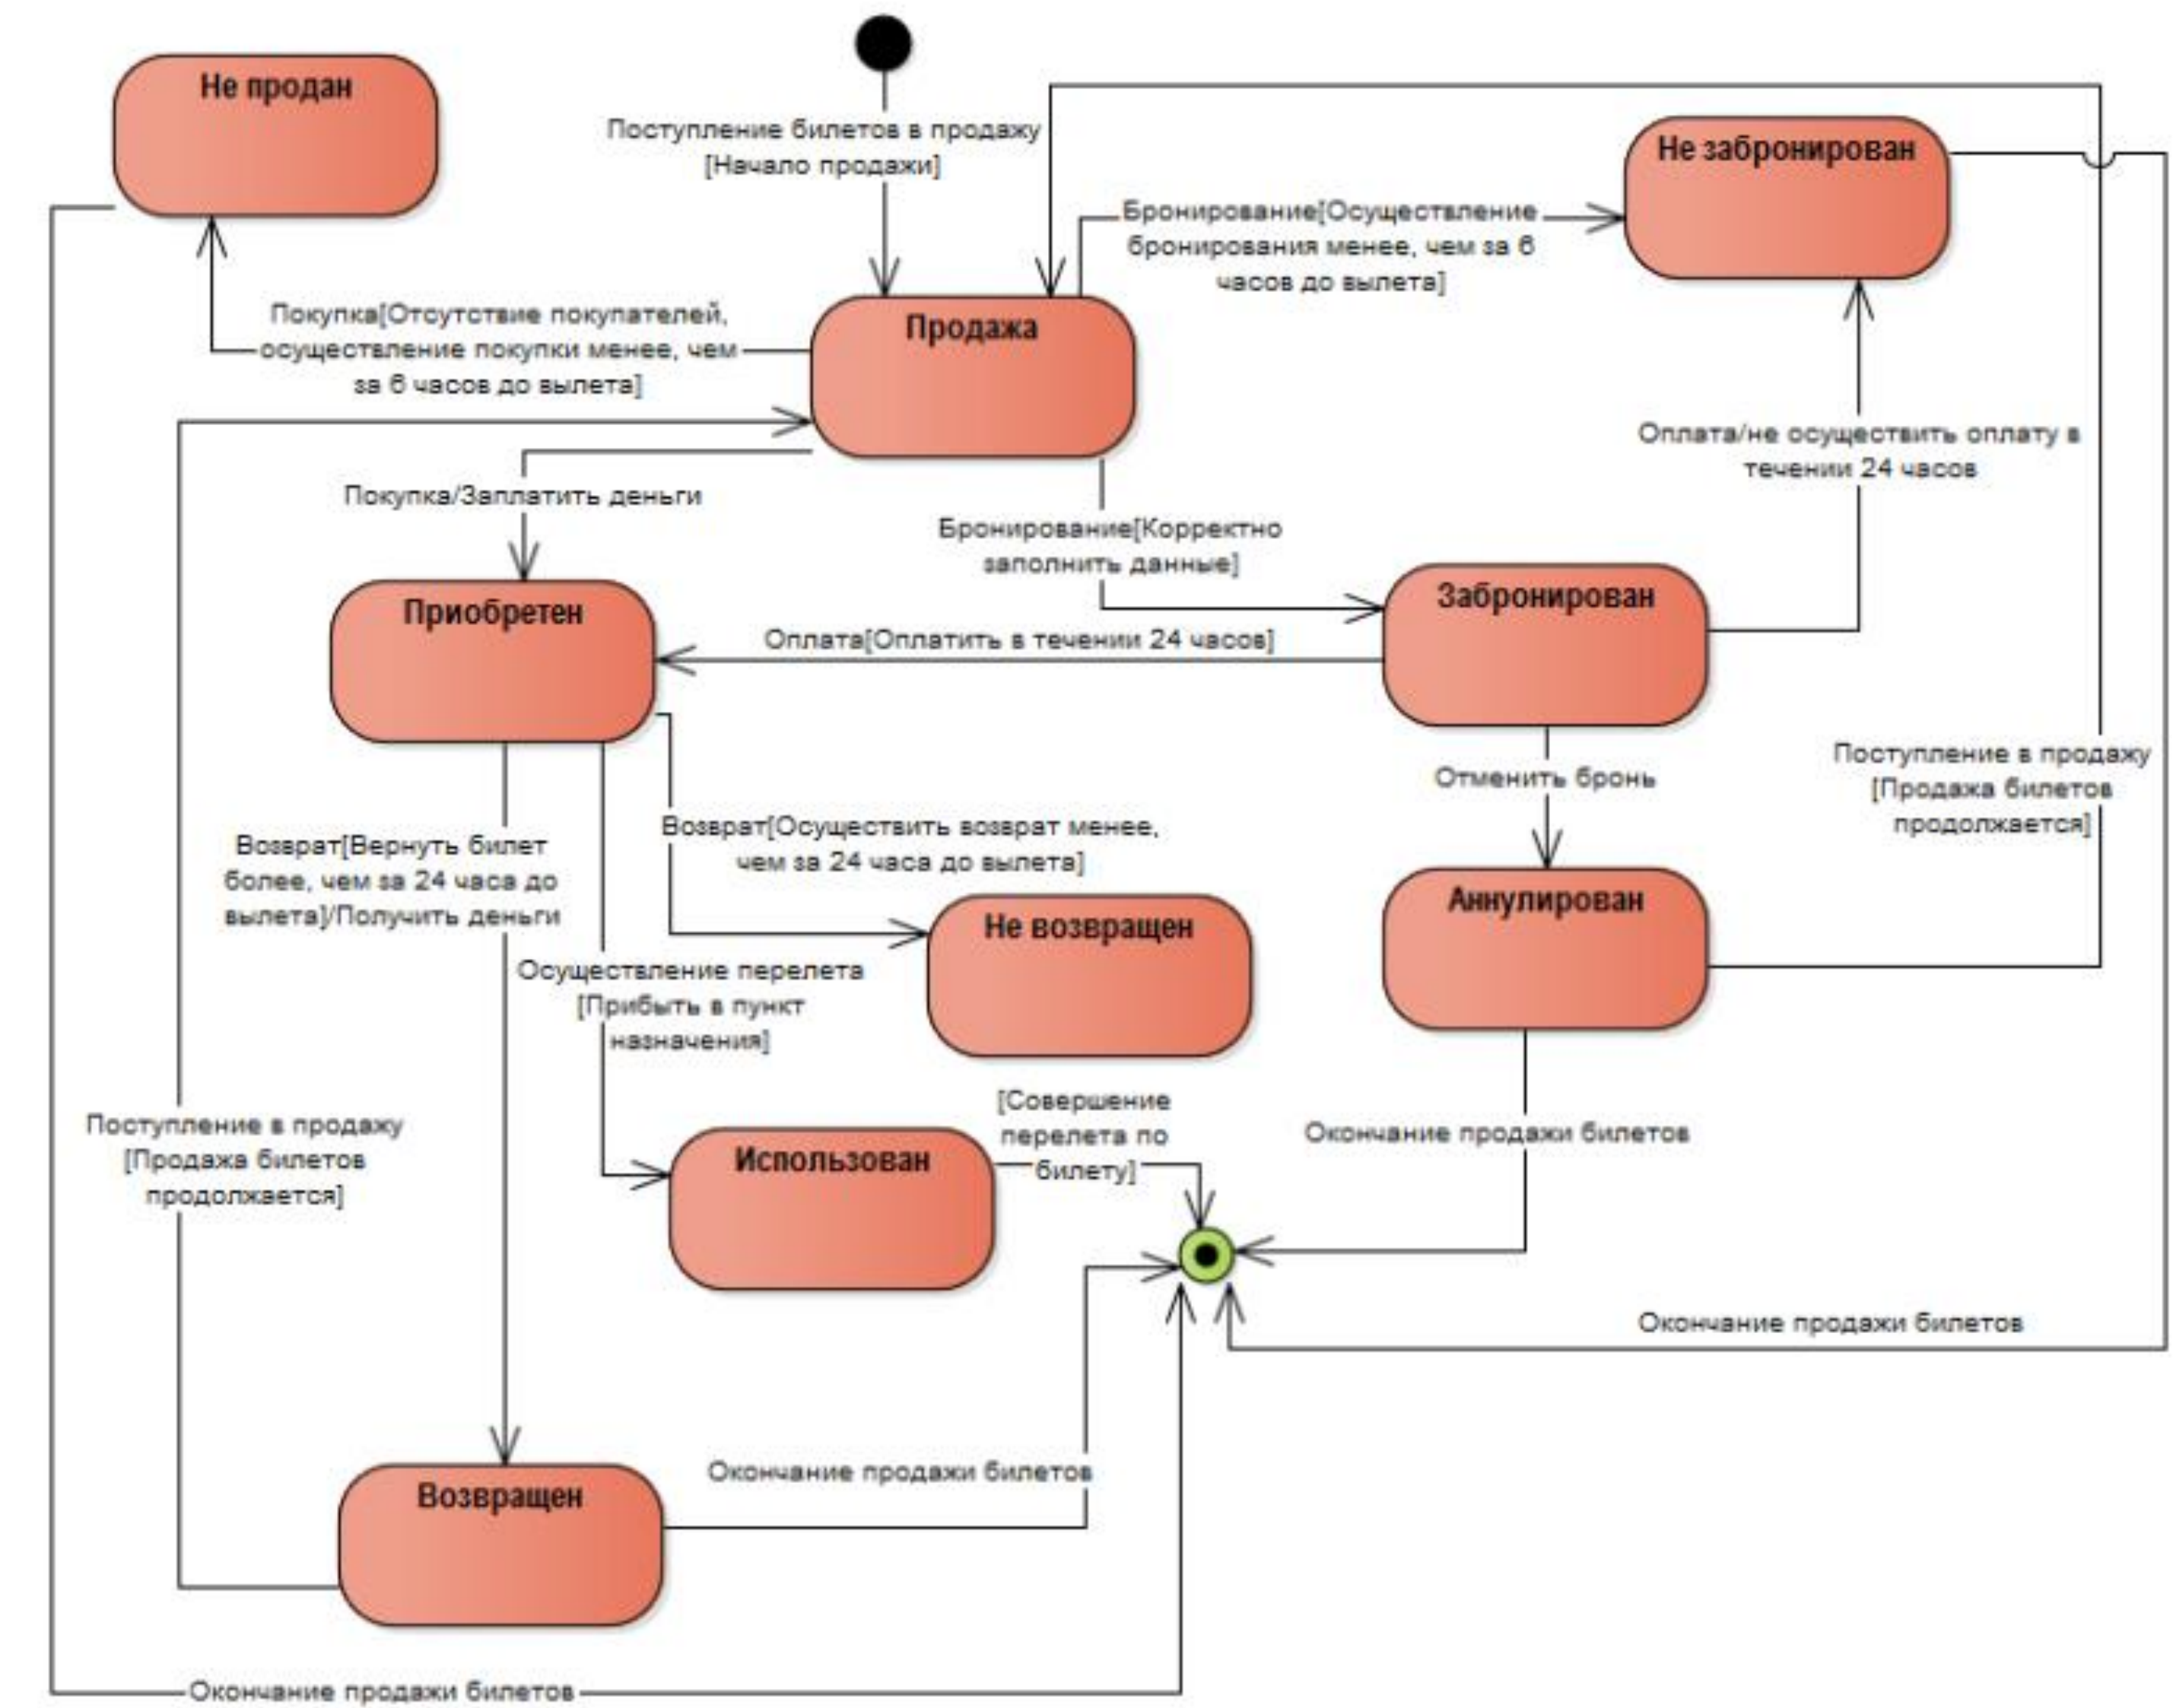 Не продан
Поступление билетов в продажу
[Начало продажи]
Не забронирован
Бронирование[Осуществление
бронирования менее, чем за 6
часов до вылета]
Покупка[Отсутствие покупателей,
осуществление покупки менее, чем
за 6 часов до вылета]
Продажа
Оплата/не осуществить оплату в
течении 24 часов
Покупка/Заплатить деньги
Бронирование[Корректно
заполнить данные]
Приобретен
Забронирован
Оплата[Оплатить в течении 24 часов]
Отменить бронь
Поступление в продажу
[Продажа билетов
продолжается]
Возврат[Вернуть билет
более, чем за 24 часа до
вылета]/Получить деньги
Возврат[Осуществить возврат менее,
чем за 24 часа до вылета]
Не возвращен
Аннулирован
Осуществление перелета
[Прибыть в пункт
назначения]
Поступление в продажу
[Продажа билетов
продолжается]
Использован
[Совершение
перелета по
билету]
Окончание продажи билетов
Окончание продажи билетов
Окончание продажи билетов
Возвращен
Окончание продажи билетов